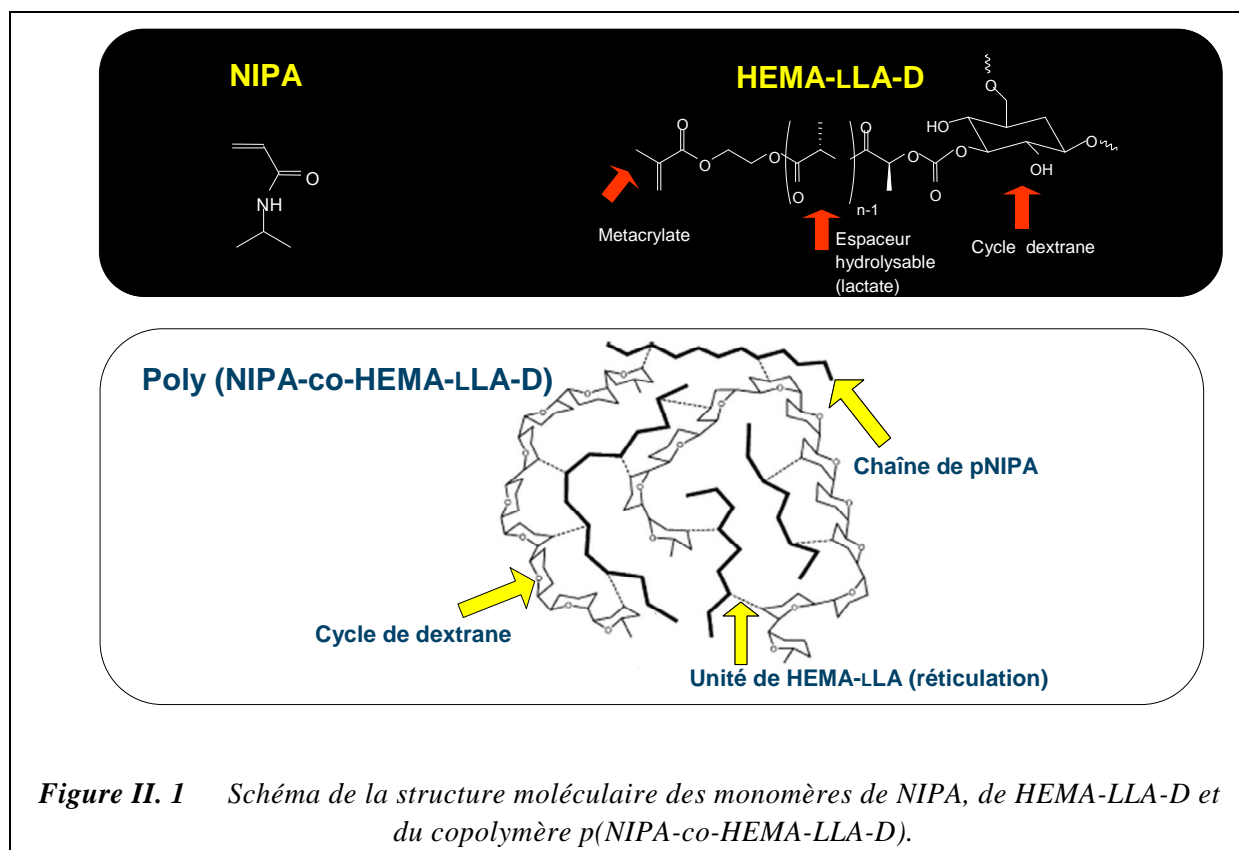 NIPA
HEMA-LLA-D
O
NH
O
O
O
O
O
n-1
O
O
O
O
HO
O
O
OH
Metacrylate
Espaceur
hydrolysable
(lactate)
Cycle dextrane
Poly (NIPA-co-HEMA-LLA-D)
Chaîne de pNIPA
Cycle de dextrane
Unité de HEMA-LLA (réticulation)
Figure II. 1 Schéma de la structure moléculaire des monomères de NIPA, de HEMA-LLA-D et
du copolymère p(NIPA-co-HEMA-LLA-D).